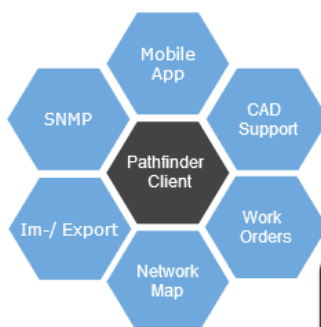 Mobile
App
SNMP
CAD
Support
Pathfinder
Client
Im-/ Export
Work
Orders
Network
Map